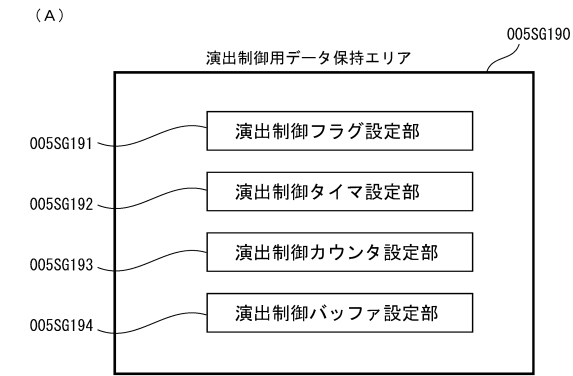 (A)
005SG190
演出制御用データ保持エリア
演出制御フラグ設定部
005SG191
演出制御タイマ設定部
005SG192
演出制御カウンタ設定部
005SG193
演出制御バッファ設定部
005SG194